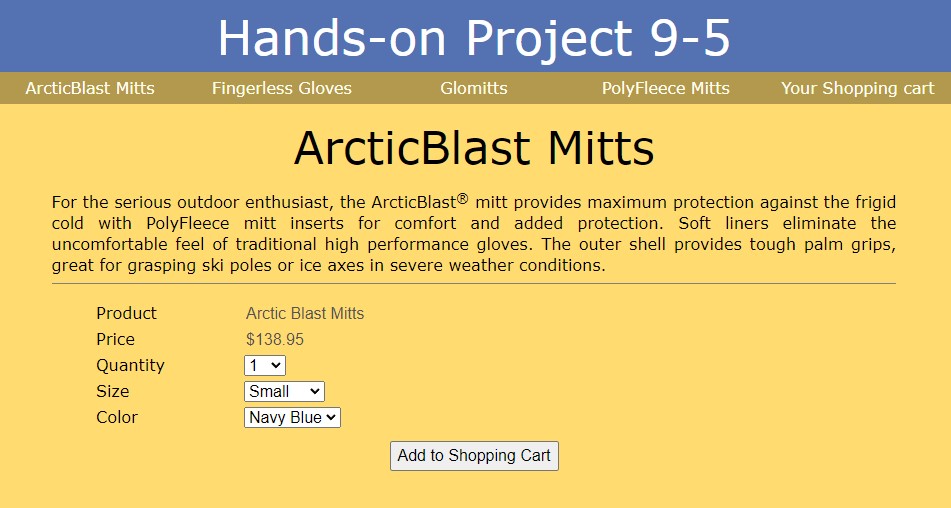 Hands-on Project 9-5
ArcticBlast Mitts Fingerless Gloves Glomitts PolyFleece Mitts Your Shopping cart
ArcticBlast Mitts
For the serious outdoor enthusiast, the ArcticBlast® mitt provides maximum protection against the frigid
cold with PolyFleece mitt inserts for comfort and added protection. Soft liners eliminate the
uncomfortable feel of traditional high performance gloves. The outer shell provides tough palm grips,
great for grasping ski poles or ice axes in severe weather conditions.
Product Arctic Blast Mitts
Price $138.95
Quantity 1
Size Small
Color Navy Blue
Add to Shopping Cart